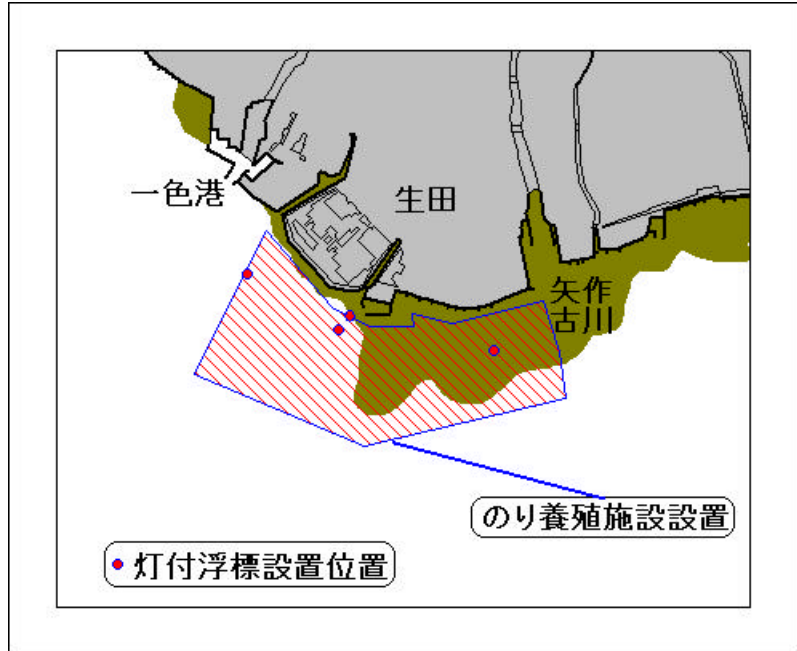 一色港
生田
矢作
古川
のり養殖施設設置
灯付浮標設置位置